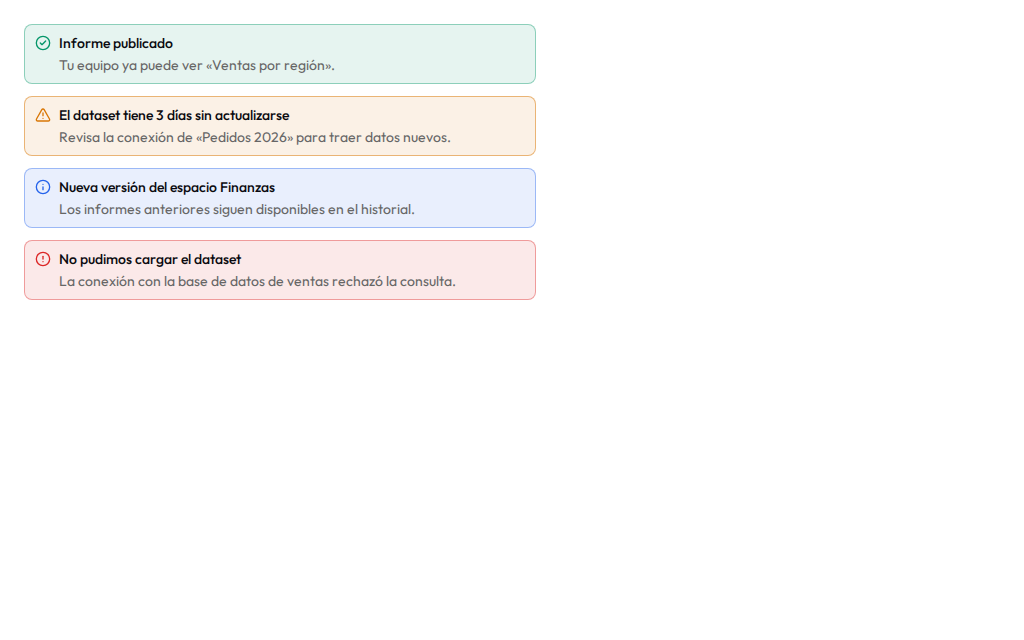 Informe publicado
Tu equipo ya puede ver «Ventas por región».
El dataset tiene 3 días sin actualizarse
Revisa la conexión de «Pedidos 2026» para traer datos nuevos.
Nueva versión del espacio Finanzas
Los informes anteriores siguen disponibles en el historial.
No pudimos cargar el dataset
La conexión con la base de datos de ventas rechazó la consulta.